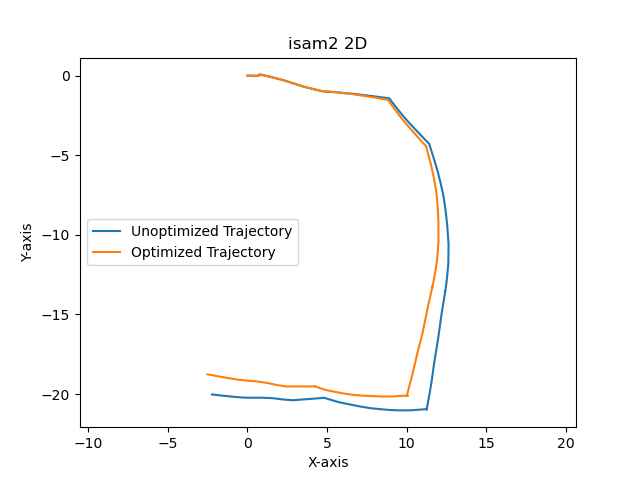 isam2 2D
0
−5
−10
−15
−20
Y-axis
Unoptimized Trajectory
Optimized Trajectory
−10
−5
0
5
10
15
20
X-axis